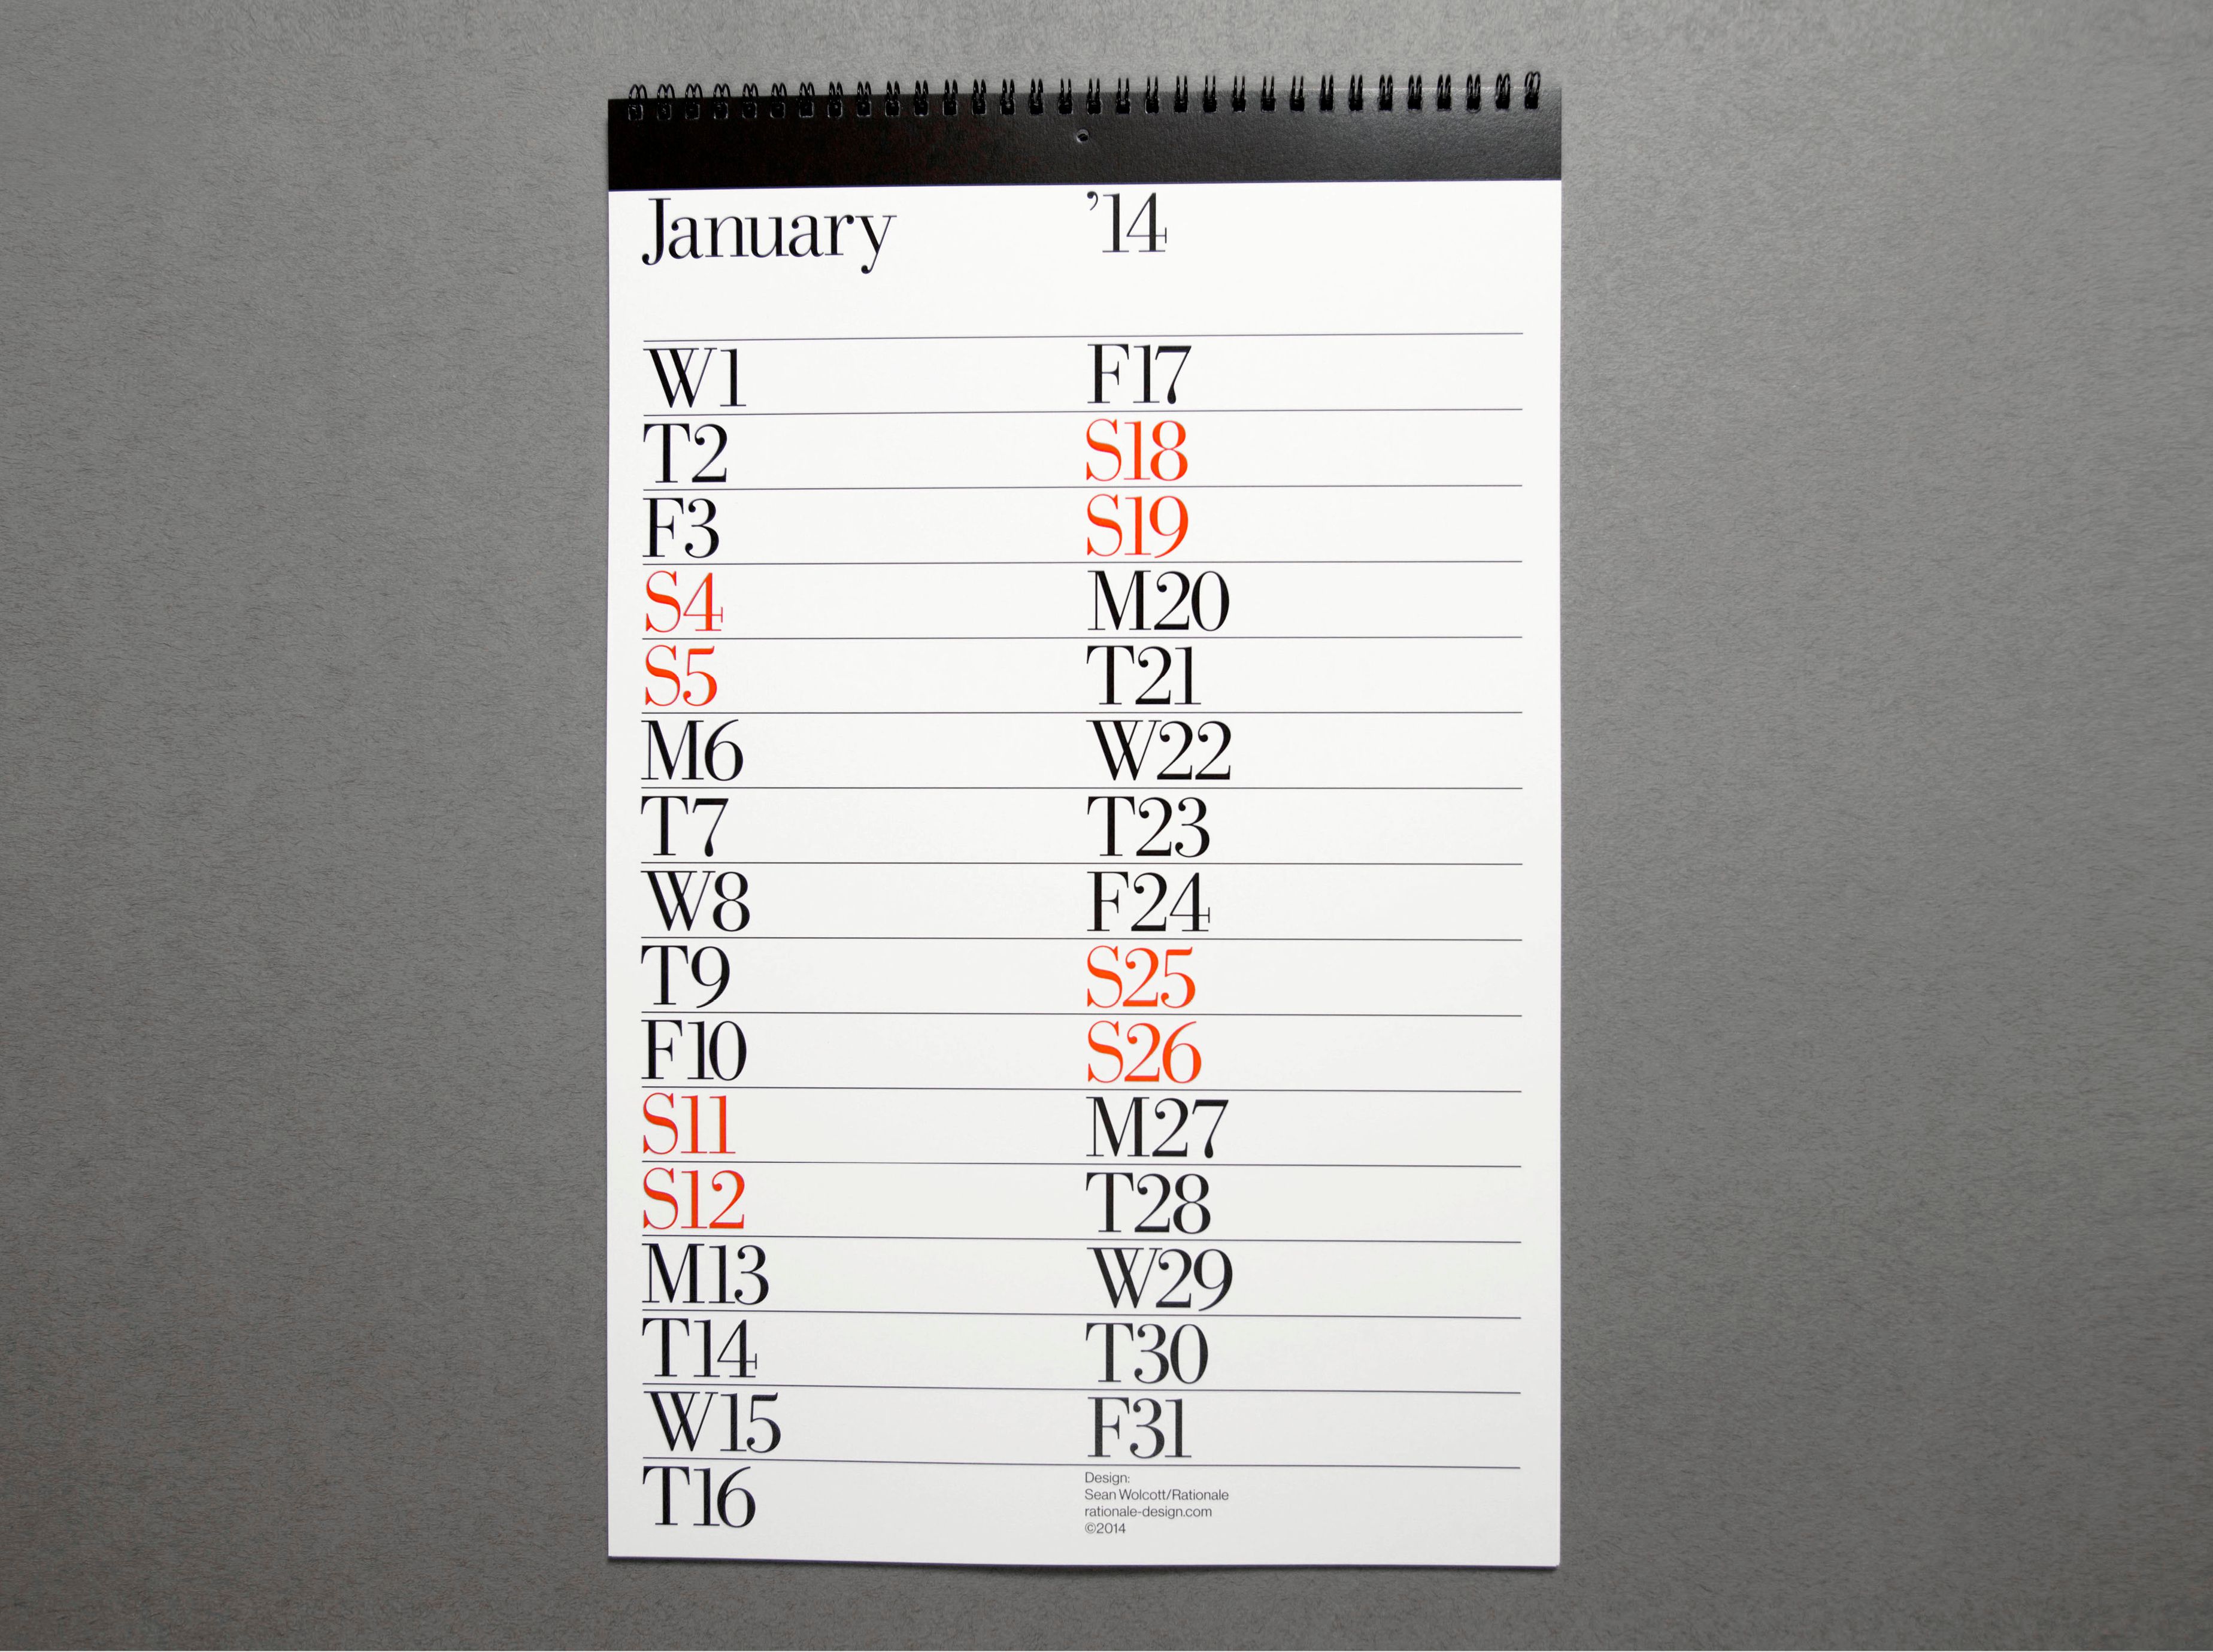 January ’14
W1
T2
F3
S4
S5
M6
T7
W8
T9
F10
S11
S12
M13
T14
W15
T16
F17
S18
S19
M20
T21
W22
T23
F24
S25
S26
M27
T28
W29
T30
F31
Design:
Sean Wolcott/Rationale
rationale-design.com
©2014